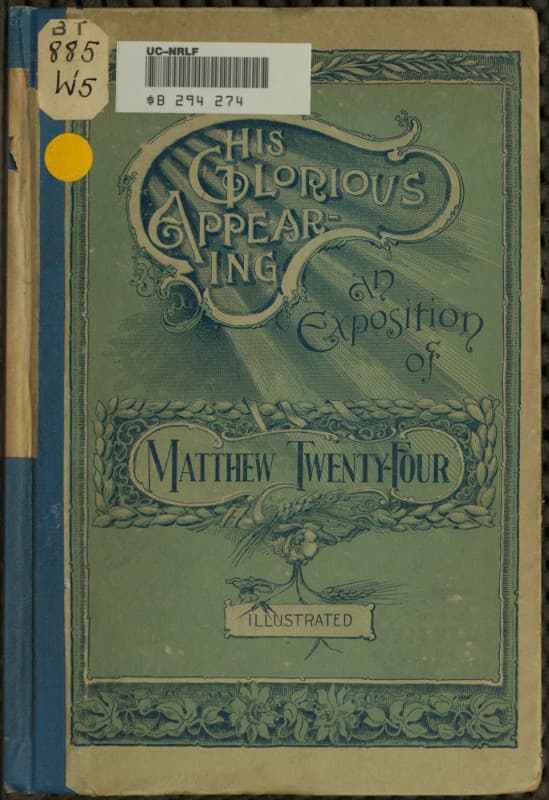 BT
885
W5
UC-NRLF
$B 294 274
HIS
GLORIOUS
APPEAR-
ING
An
Exposition
of
MATTHEW TWENTY-FOUR
ILLUSTRATED